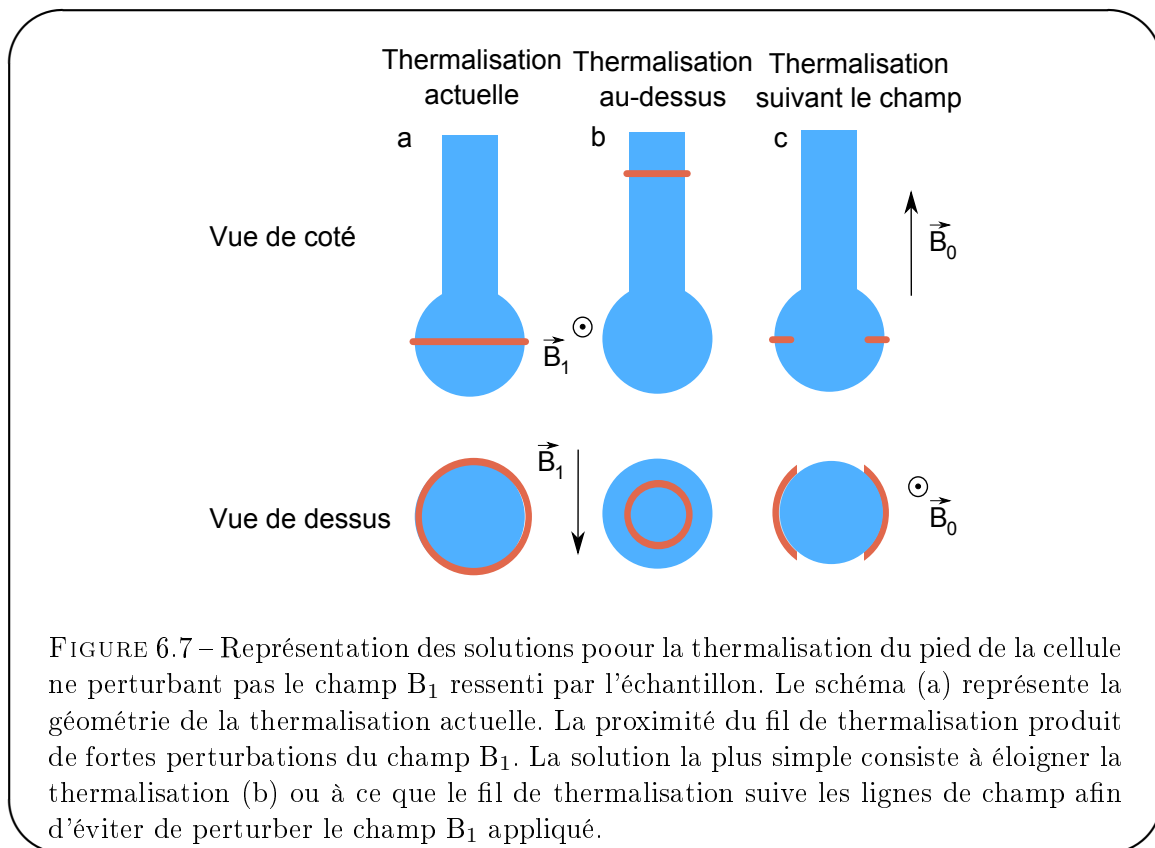 Thermalisation actuelle
Thermalisation au-dessus
Thermalisation suivant le champ
a
b
c
Vue de coté
B₁
B₀
Vue de dessus
B₁
B₀
FIGURE 6.7 – Représentation des solutions poour la thermalisation du pied de la cellule
ne perturbant pas le champ B₁ ressenti par l'échantillon. Le schéma (a) représente la
géométrie de la thermalisation actuelle. La proximité du fil de thermalisation produit
de fortes perturbations du champ B₁. La solution la plus simple consiste à éloigner la
thermalisation (b) ou à ce que le fil de thermalisation suive les lignes de champ afin
d'éviter de perturber le champ B₁ appliqué.